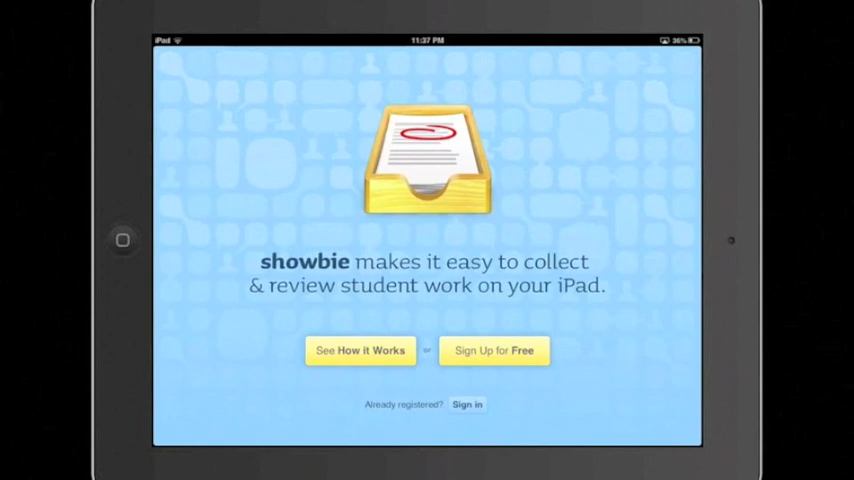 iPad 11:37 PM 36%
showbie makes it easy to collect
& review student work on your iPad.
See How it Works or Sign Up for Free
Already registered? Sign in